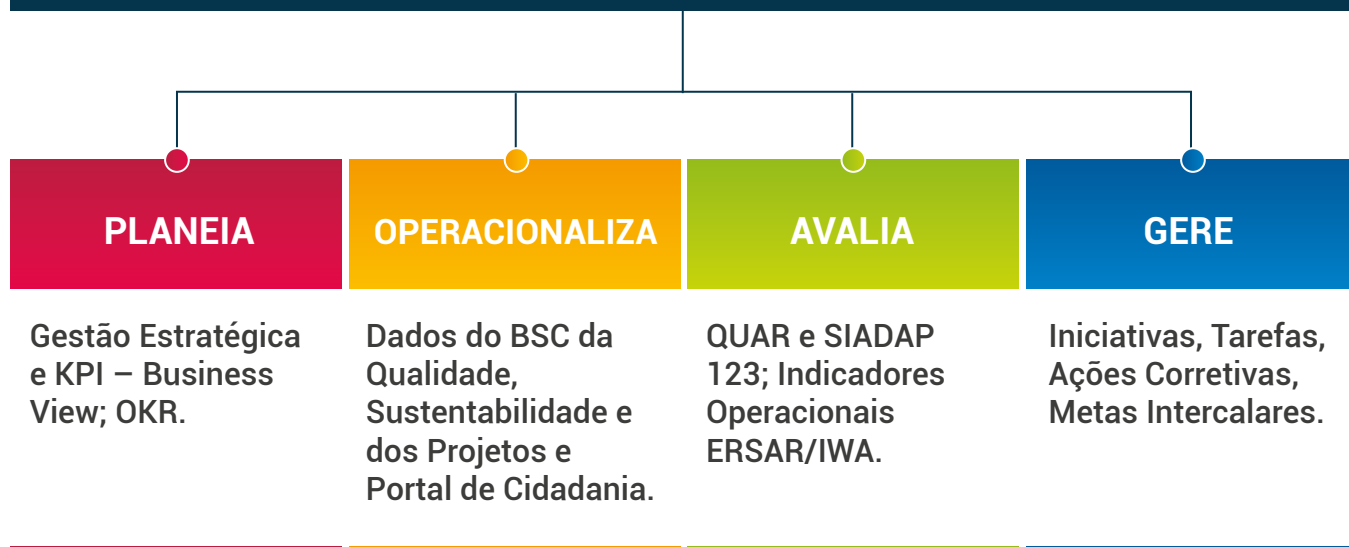 PLANEIA
Gestão Estratégica
e KPI – Business
View; OKR.
OPERACIONALIZA
Dados do BSC da
Qualidade,
Sustentabilidade e
dos Projetos e
Portal de Cidadania.
AVALIA
QUAR e SIADAP
123; Indicadores
Operacionais
ERSAR/IWA.
GERE
Iniciativas, Tarefas,
Ações Corretivas,
Metas Intercalares.